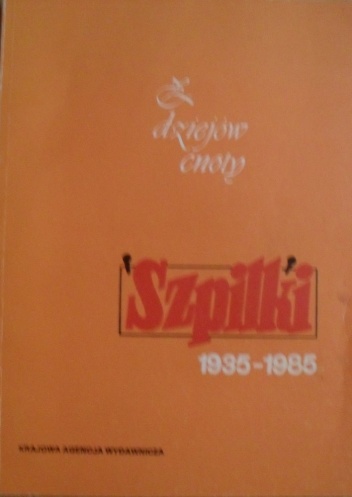 Z
dziejów
cnoty
Szpilki
1935-1985
KRAJOWA AGENCJA WYDAWNICZA